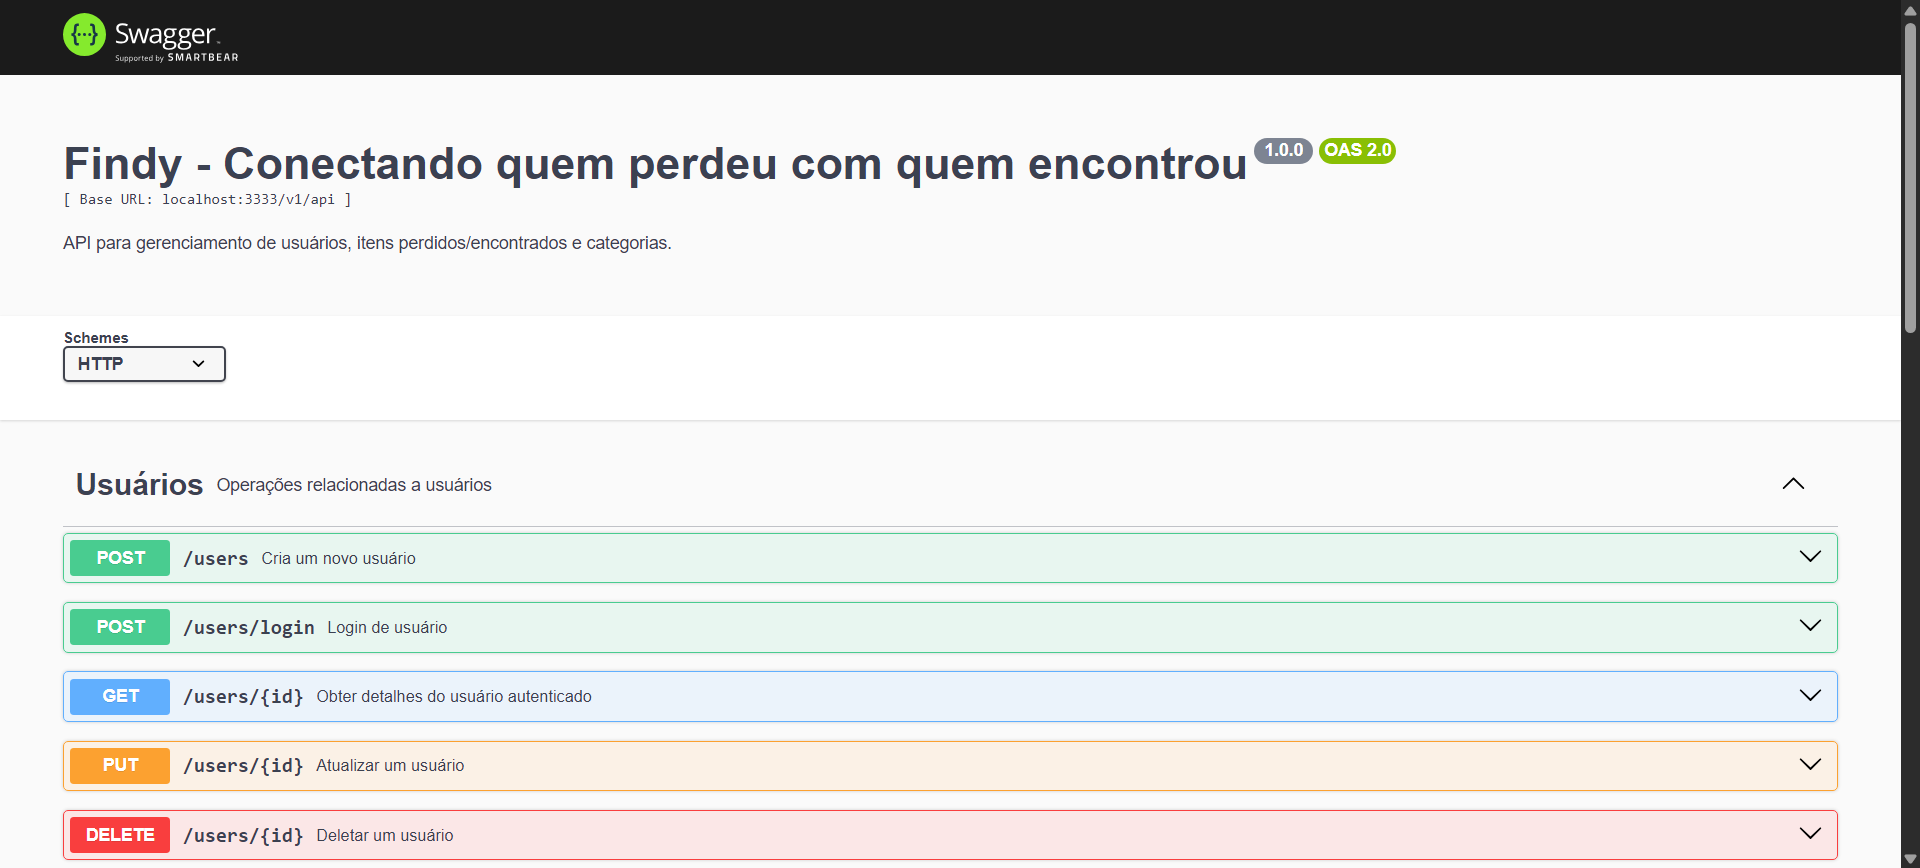 Swagger
Supported by SMARTBEAR
Findy - Conectando quem perdeu com quem encontrou 1.0.0 OAS 2.0
[ Base URL: localhost:3333/v1/api ]
API para gerenciamento de usuários, itens perdidos/encontrados e categorias.
Schemes
HTTP
Usuários Operações relacionadas a usuários
POST /users Cria um novo usuário
POST /users/login Login de usuário
GET /users/{id} Obter detalhes do usuário autenticado
PUT /users/{id} Atualizar um usuário
DELETE /users/{id} Deletar um usuário